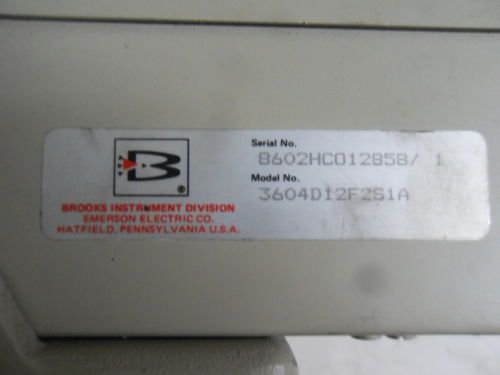 B
®
BROOKS INSTRUMENT DIVISION
EMERSON ELECTRIC CO.
HATFIELD, PENNSYLVANIA U.S.A.
Serial No.
8602HC012858/ 1
Model No.
3604D12F2S1A